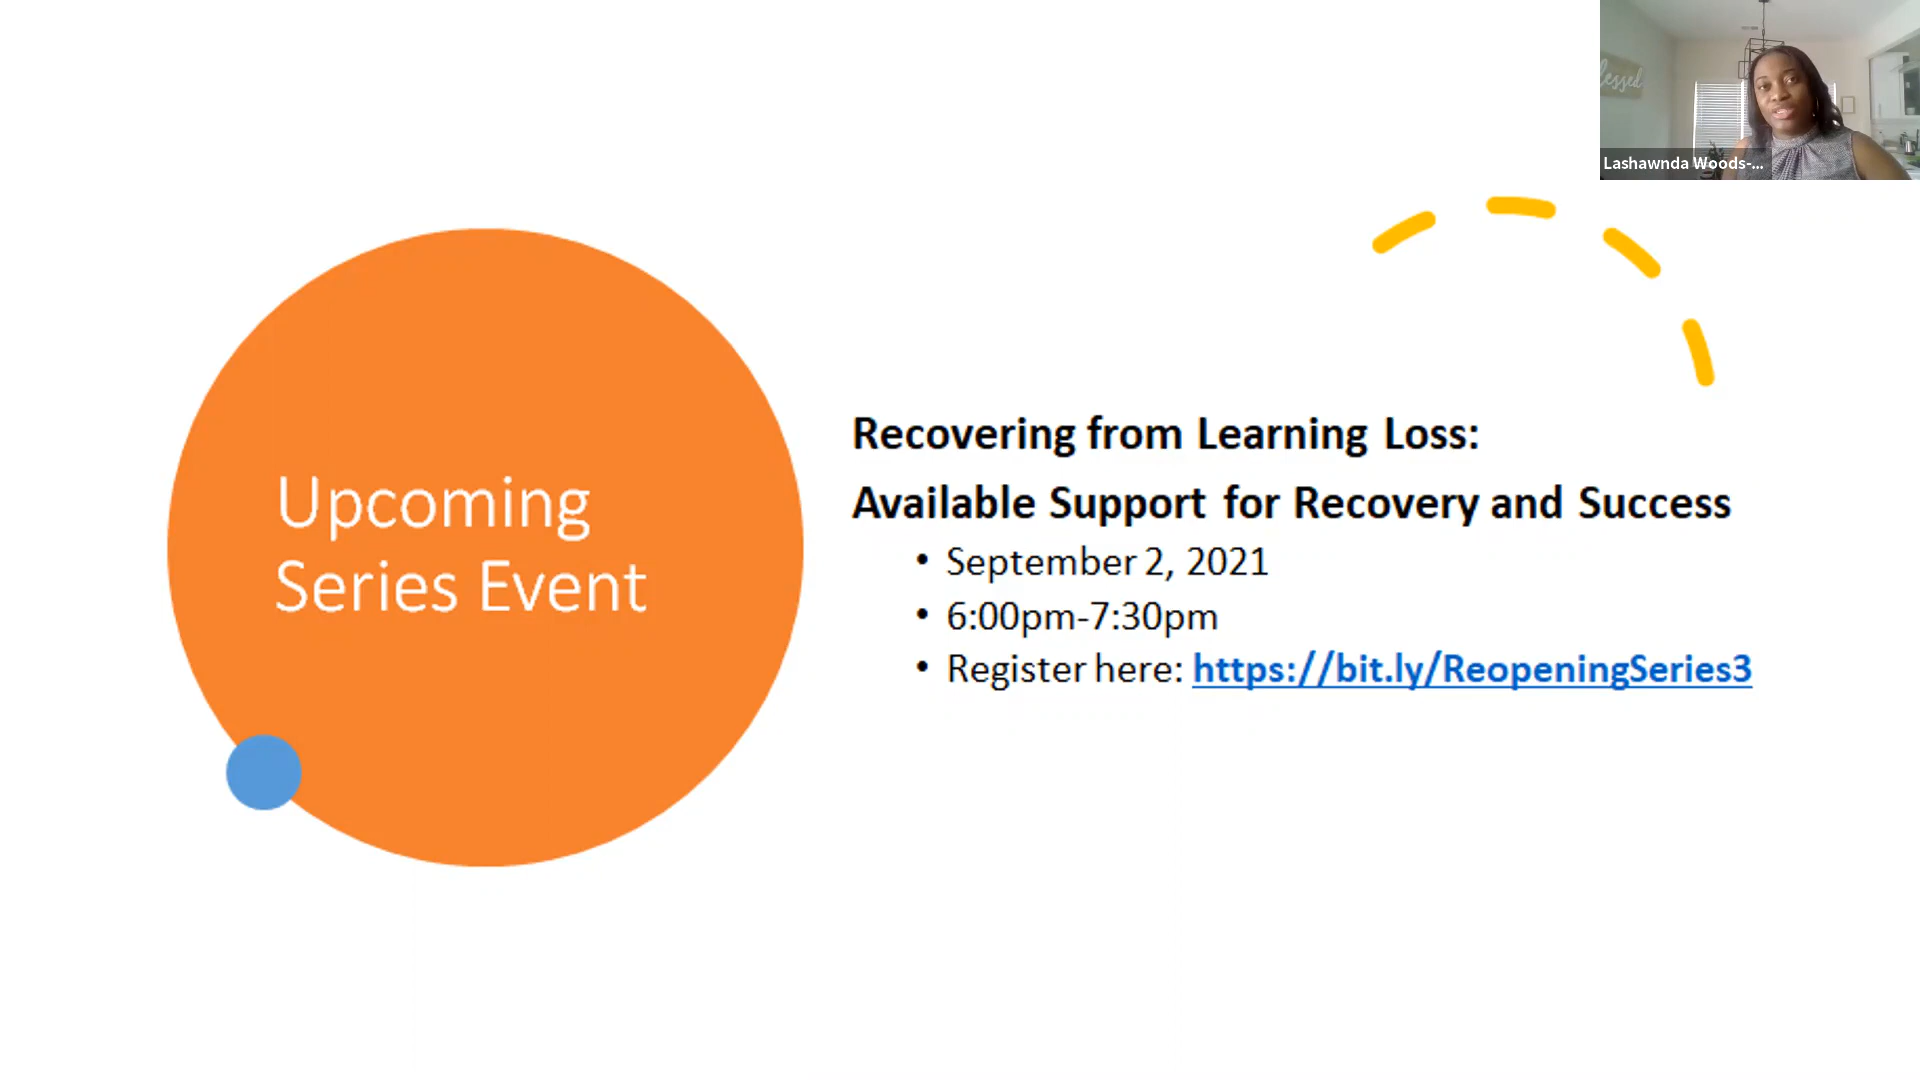 Lashawnda Woods-...
Upcoming
Series Event
Recovering from Learning Loss:
Available Support for Recovery and Success
• September 2, 2021
• 6:00pm-7:30pm
• Register here: https://bit.ly/ReopeningSeries3